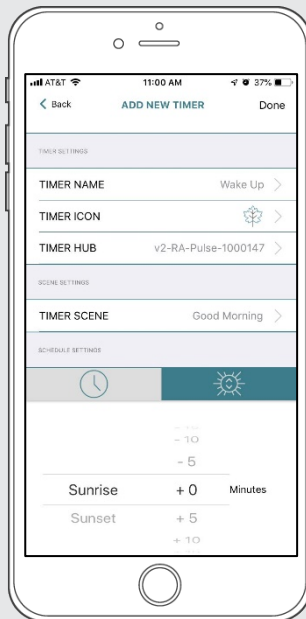 AT&T 11:00 AM 37%
Back ADD NEW TIMER Done
TIMER SETTINGS
TIMER NAME Wake Up
TIMER ICON
TIMER HUB v2-RA-Pulse-1000147
SCENE SETTINGS
TIMER SCENE Good Morning
SCHEDULE SETTINGS
- 10
- 5
Sunrise + 0 Minutes
Sunset + 5
+ 10